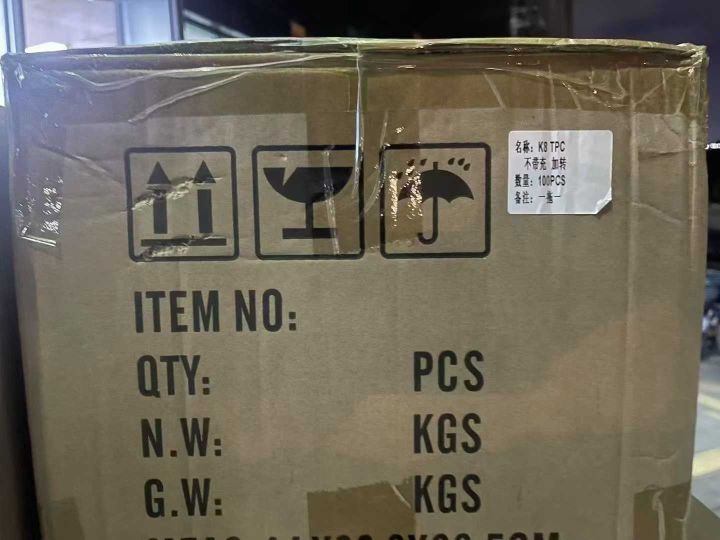 名称: K8 TPC
不带充 加转
数量: 100PCS
备注: 一拖一
ITEM NO:
QTY: PCS
N.W: KGS
G.W: KGS